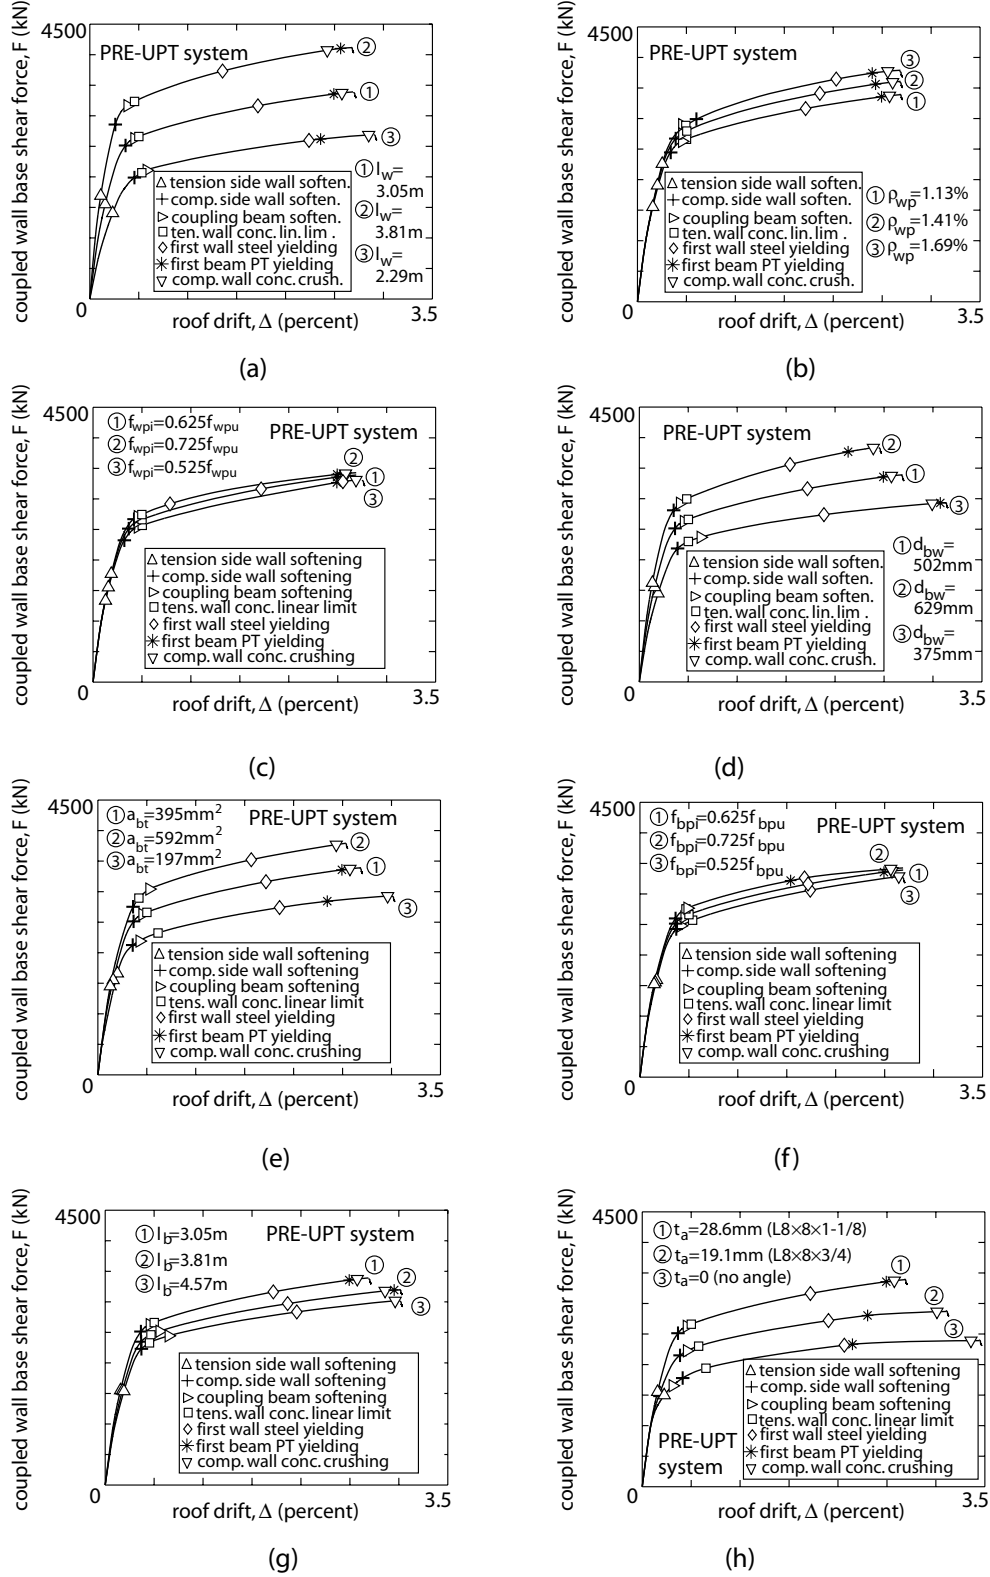 4500
PRE-UPT system
②
①
③
△ tension side wall soften.
+ comp. side wall soften.
▷ coupling beam soften.
□ ten. wall conc. lin. lim .
◇ first wall steel yielding
✳ first beam PT yielding
▽ comp. wall conc. crush.
① l_w=
3.05m
② l_w=
3.81m
③ l_w=
2.29m
coupled wall base shear force, F (kN)
0
3.5
roof drift, Δ (percent)
(a)
4500
PRE-UPT system
③
②
①
△ tension side wall soften.
+ comp. side wall soften.
▷ coupling beam soften.
□ ten. wall conc. lin. lim .
◇ first wall steel yielding
✳ first beam PT yielding
▽ comp. wall conc. crush.
① ρ_wp=1.13%
② ρ_wp=1.41%
③ ρ_wp=1.69%
coupled wall base shear force, F (kN)
0
3.5
roof drift, Δ (percent)
(b)
4500
① f_wpi=0.625f_wpu
② f_wpi=0.725f_wpu
③ f_wpi=0.525f_wpu
PRE-UPT system
②
①
③
△ tension side wall softening
+ comp. side wall softening
▷ coupling beam softening
□ tens. wall conc. linear limit
◇ first wall steel yielding
✳ first beam PT yielding
▽ comp. wall conc. crushing
coupled wall base shear force, F (kN)
0
3.5
roof drift, Δ (percent)
(c)
4500
PRE-UPT system
②
①
③
△ tension side wall soften.
+ comp. side wall soften.
▷ coupling beam soften.
□ ten. wall conc. lin. lim .
◇ first wall steel yielding
✳ first beam PT yielding
▽ comp. wall conc. crush.
① d_bw=
502mm
② d_bw=
629mm
③ d_bw=
375mm
coupled wall base shear force, F (kN)
0
3.5
roof drift, Δ (percent)
(d)
4500
① a_bt=395mm²
② a_bt=592mm²
③ a_bt=197mm²
PRE-UPT system
②
①
③
△ tension side wall softening
+ comp. side wall softening
▷ coupling beam softening
□ tens. wall conc. linear limit
◇ first wall steel yielding
✳ first beam PT yielding
▽ comp. wall conc. crushing
coupled wall base shear force, F (kN)
0
3.5
roof drift, Δ (percent)
(e)
4500
① f_bpi=0.625f_bpu
② f_bpi=0.725f_bpu
③ f_bpi=0.525f_bpu
PRE-UPT system
②
①
③
△ tension side wall softening
+ comp. side wall softening
▷ coupling beam softening
□ tens. wall conc. linear limit
◇ first wall steel yielding
✳ first beam PT yielding
▽ comp. wall conc. crushing
coupled wall base shear force, F (kN)
0
3.5
roof drift, Δ (percent)
(f)
4500
① l_b=3.05m
② l_b=3.81m
③ l_b=4.57m
PRE-UPT system
①
②
③
△ tension side wall softening
+ comp. side wall softening
▷ coupling beam softening
□ tens. wall conc. linear limit
◇ first wall steel yielding
✳ first beam PT yielding
▽ comp. wall conc. crushing
coupled wall base shear force, F (kN)
0
3.5
roof drift, Δ (percent)
(g)
4500
① t_a=28.6mm (L8×8×1-1/8)
② t_a=19.1mm (L8×8×3/4)
③ t_a=0 (no angle)
①
②
③
△ tension side wall softening
+ comp. side wall softening
▷ coupling beam softening
□ tens. wall conc. linear limit
◇ first wall steel yielding
✳ first beam PT yielding
▽ comp. wall conc. crushing
PRE-UPT
system
coupled wall base shear force, F (kN)
0
3.5
roof drift, Δ (percent)
(h)